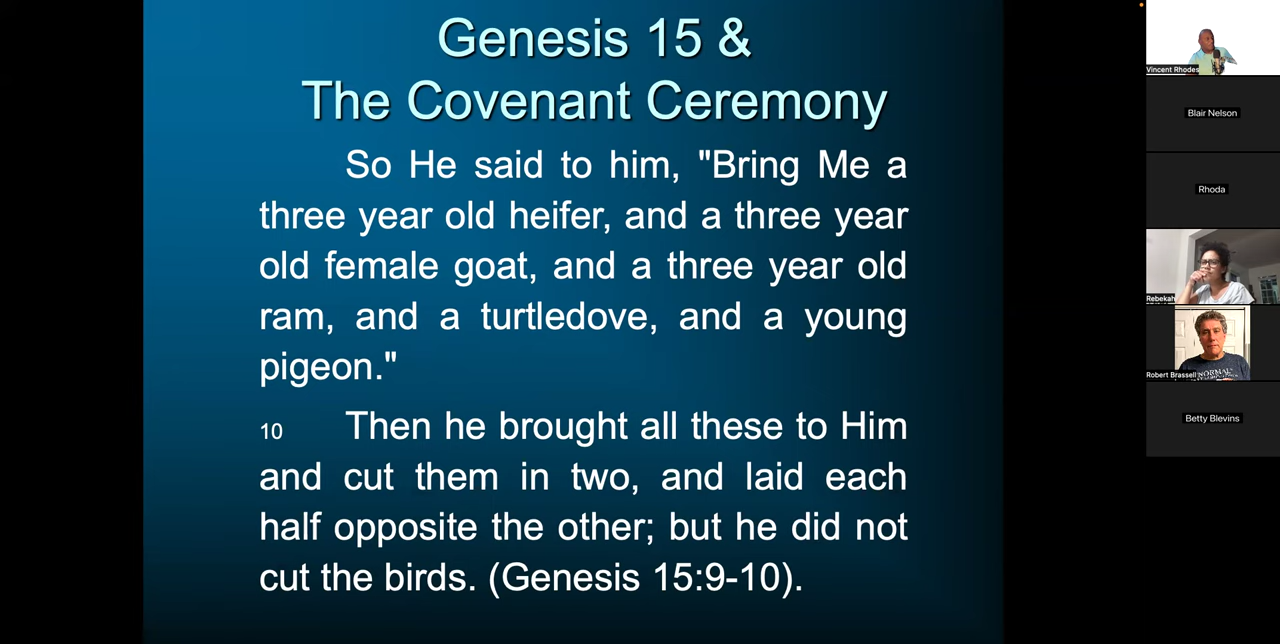 Genesis 15 &
The Covenant Ceremony
So He said to him, "Bring Me a
three year old heifer, and a three year
old female goat, and a three year old
ram, and a turtledove, and a young
pigeon."
10 Then he brought all these to Him
and cut them in two, and laid each
half opposite the other; but he did not
cut the birds. (Genesis 15:9-10).
Vincent Rhodes
Blair Nelson
Rhoda
Rebekah
NORMAL
Robert Brassell
Betty Blevins